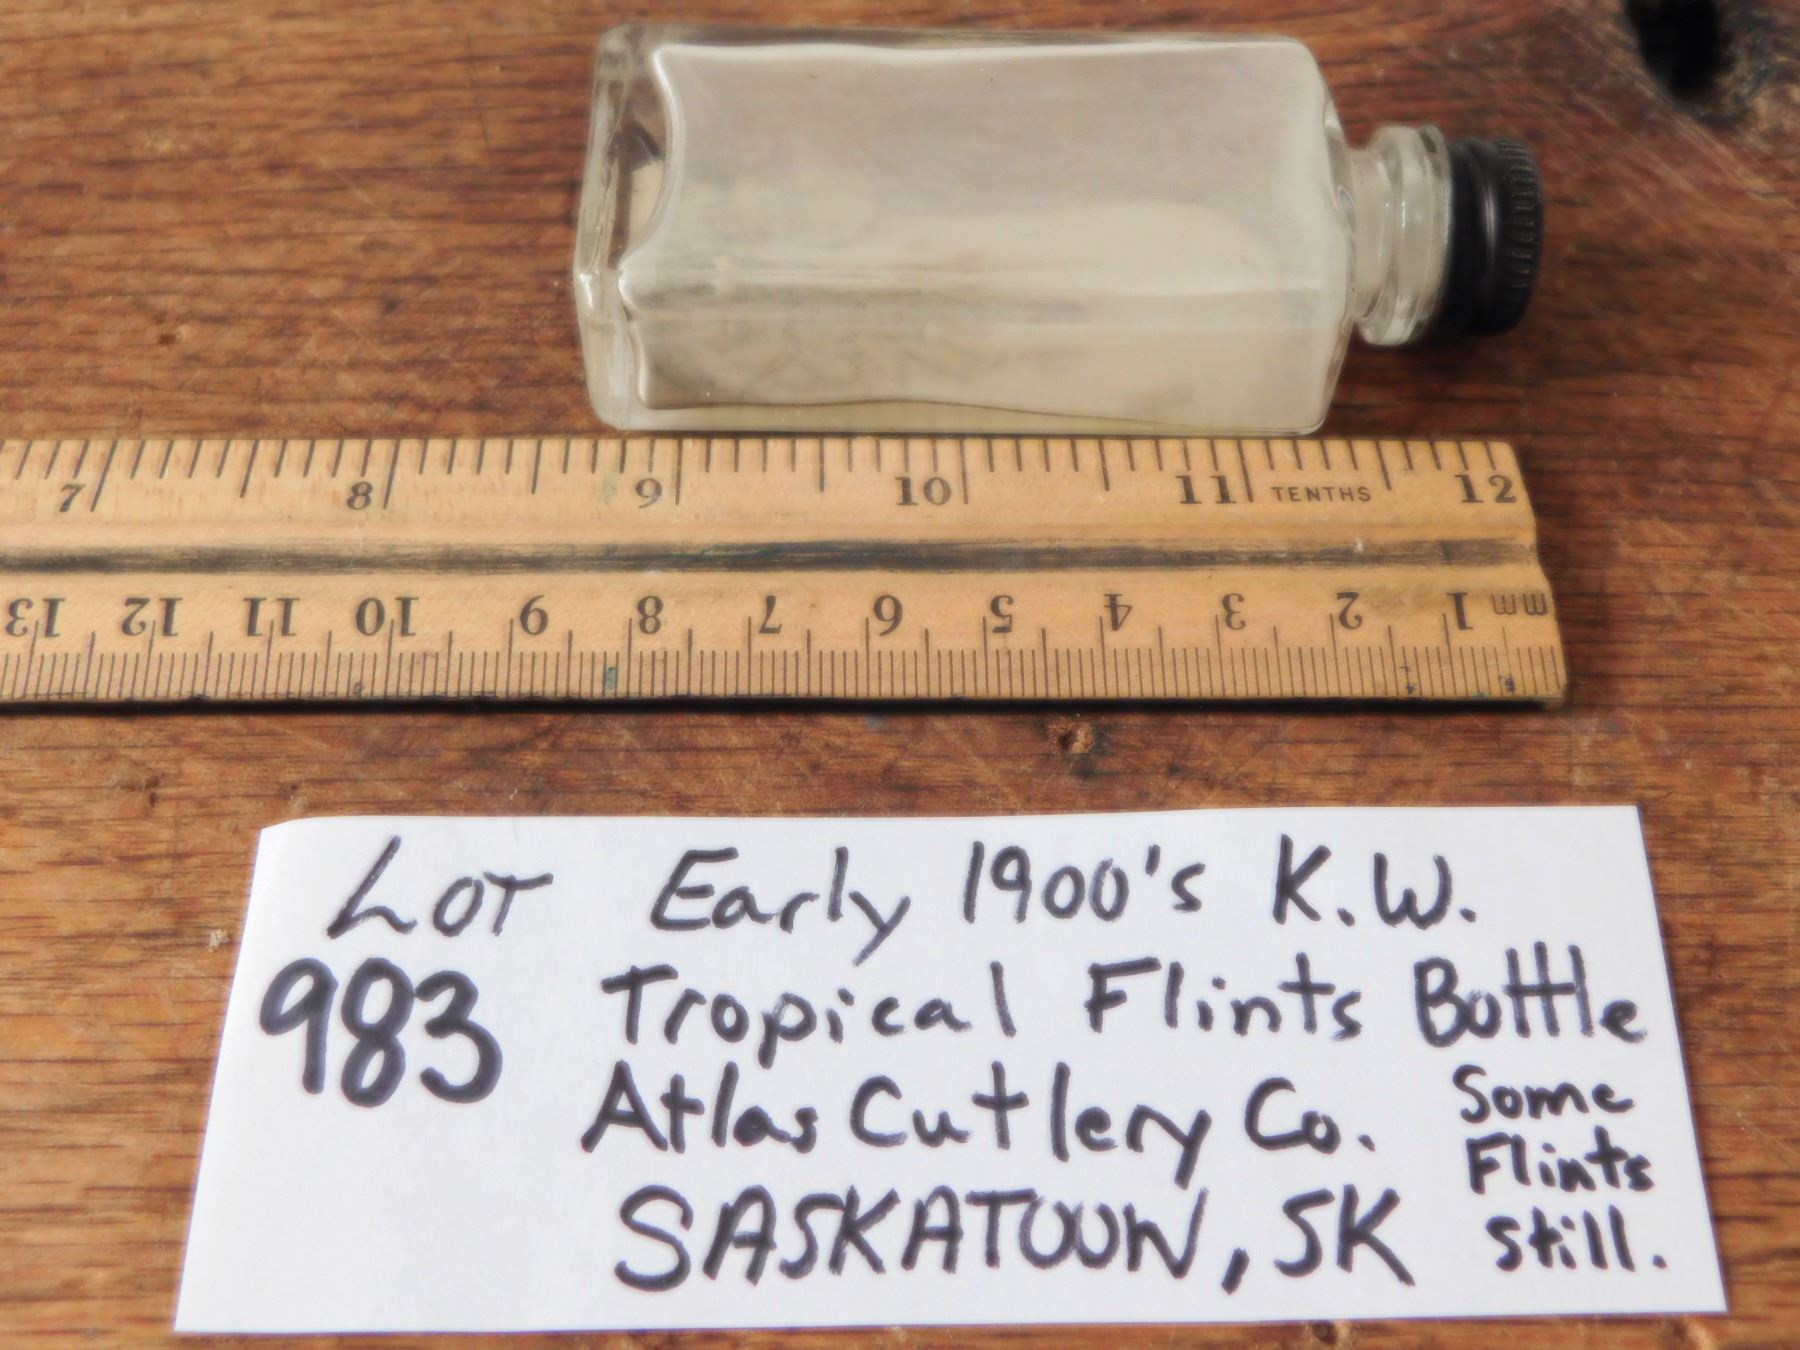 7 8 9 10 11 TENTHS 12
13 12 11 10 9 8 7 6 5 4 3 2 1 mm
LOT Early 1900's K.W.
983 Tropical Flints Bottle
Atlas Cutlery Co. Some
Flints
SASKATOON, SK still.